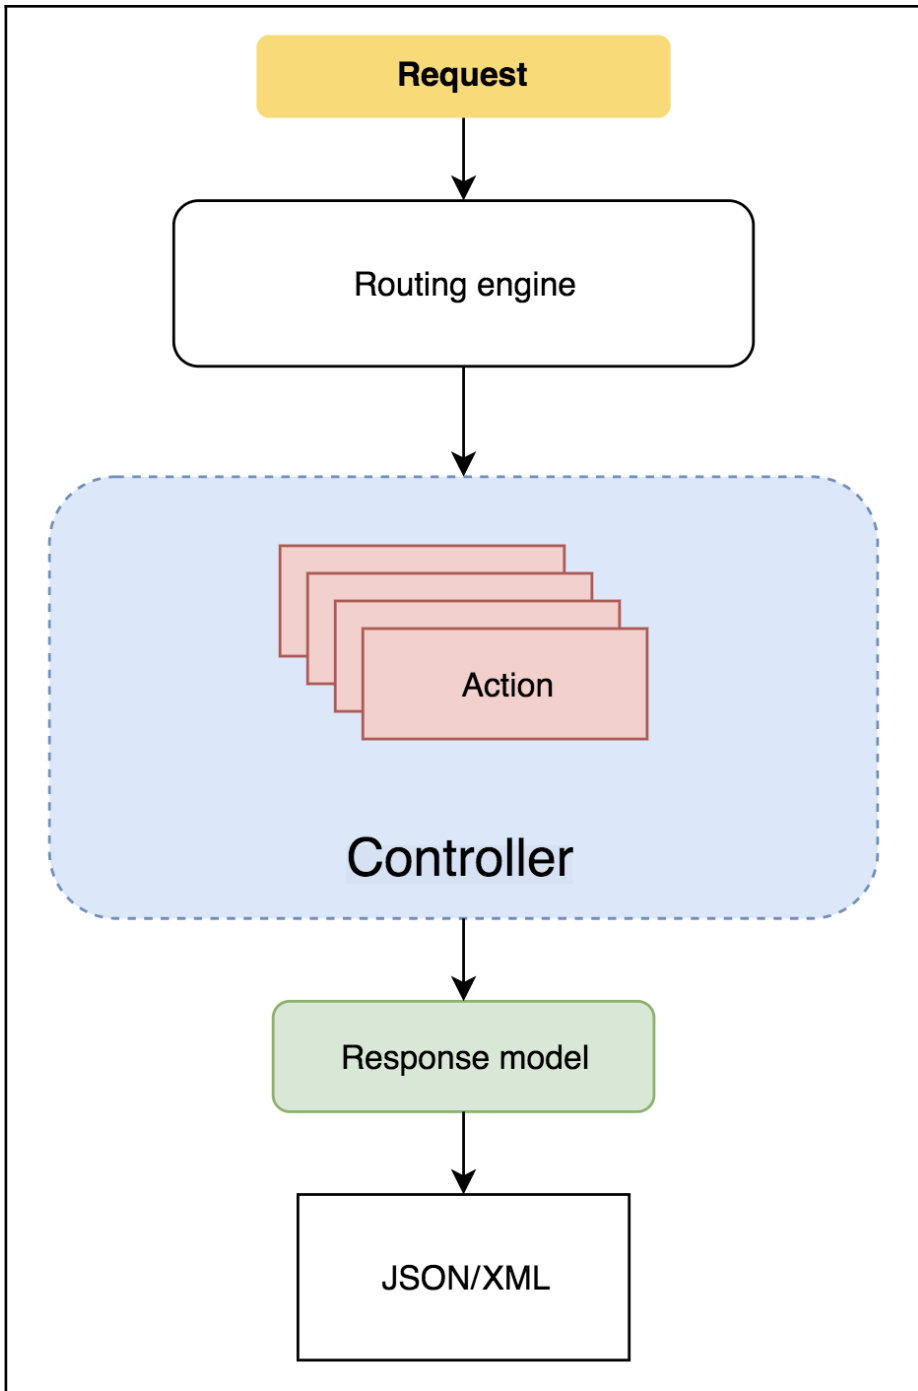 Request
Routing engine
Action
Controller
Response model
JSON/XML